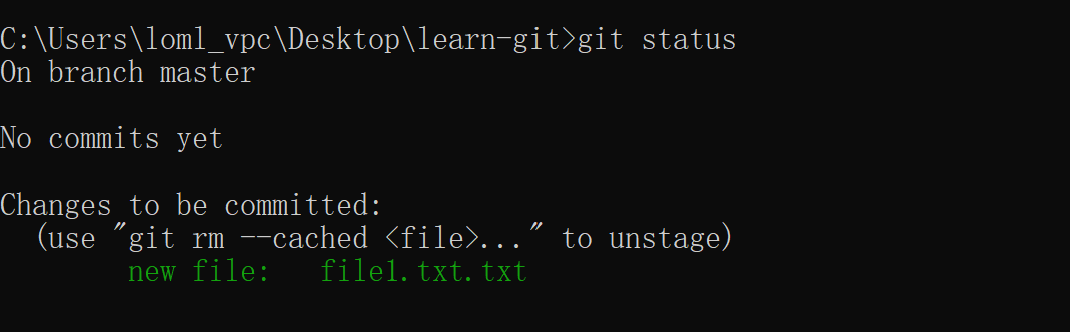 C:\Users\loml_vpc\Desktop\learn-git>git status
On branch master
No commits yet
Changes to be committed:
(use "git rm --cached <file>..." to unstage)
new file: file1.txt.txt